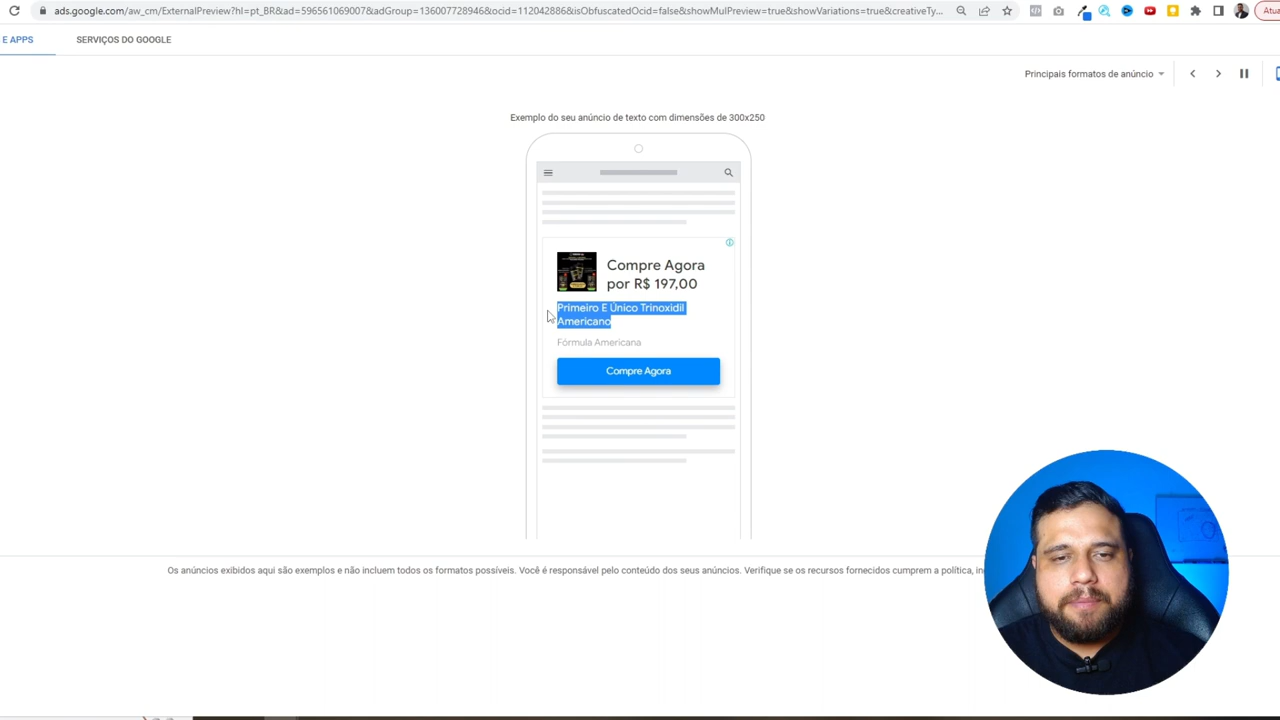 ads.google.com/aw_cm/ExternalPreview?hl=pt_BR&ad=596561069007&adGroup=136007728946&ocid=112042886&isObfuscatedOcid=false&showMulPreview=true&showVariations=true&creativeTy...
Atua
E APPS
SERVIÇOS DO GOOGLE
Principais formatos de anúncio
Exemplo do seu anúncio de texto com dimensões de 300x250
Compre Agora
por R$ 197,00
Primeiro E Único Trinoxidil
Americano
Fórmula Americana
Compre Agora
Os anúncios exibidos aqui são exemplos e não incluem todos os formatos possíveis. Você é responsável pelo conteúdo dos seus anúncios. Verifique se os recursos fornecidos cumprem a política, in